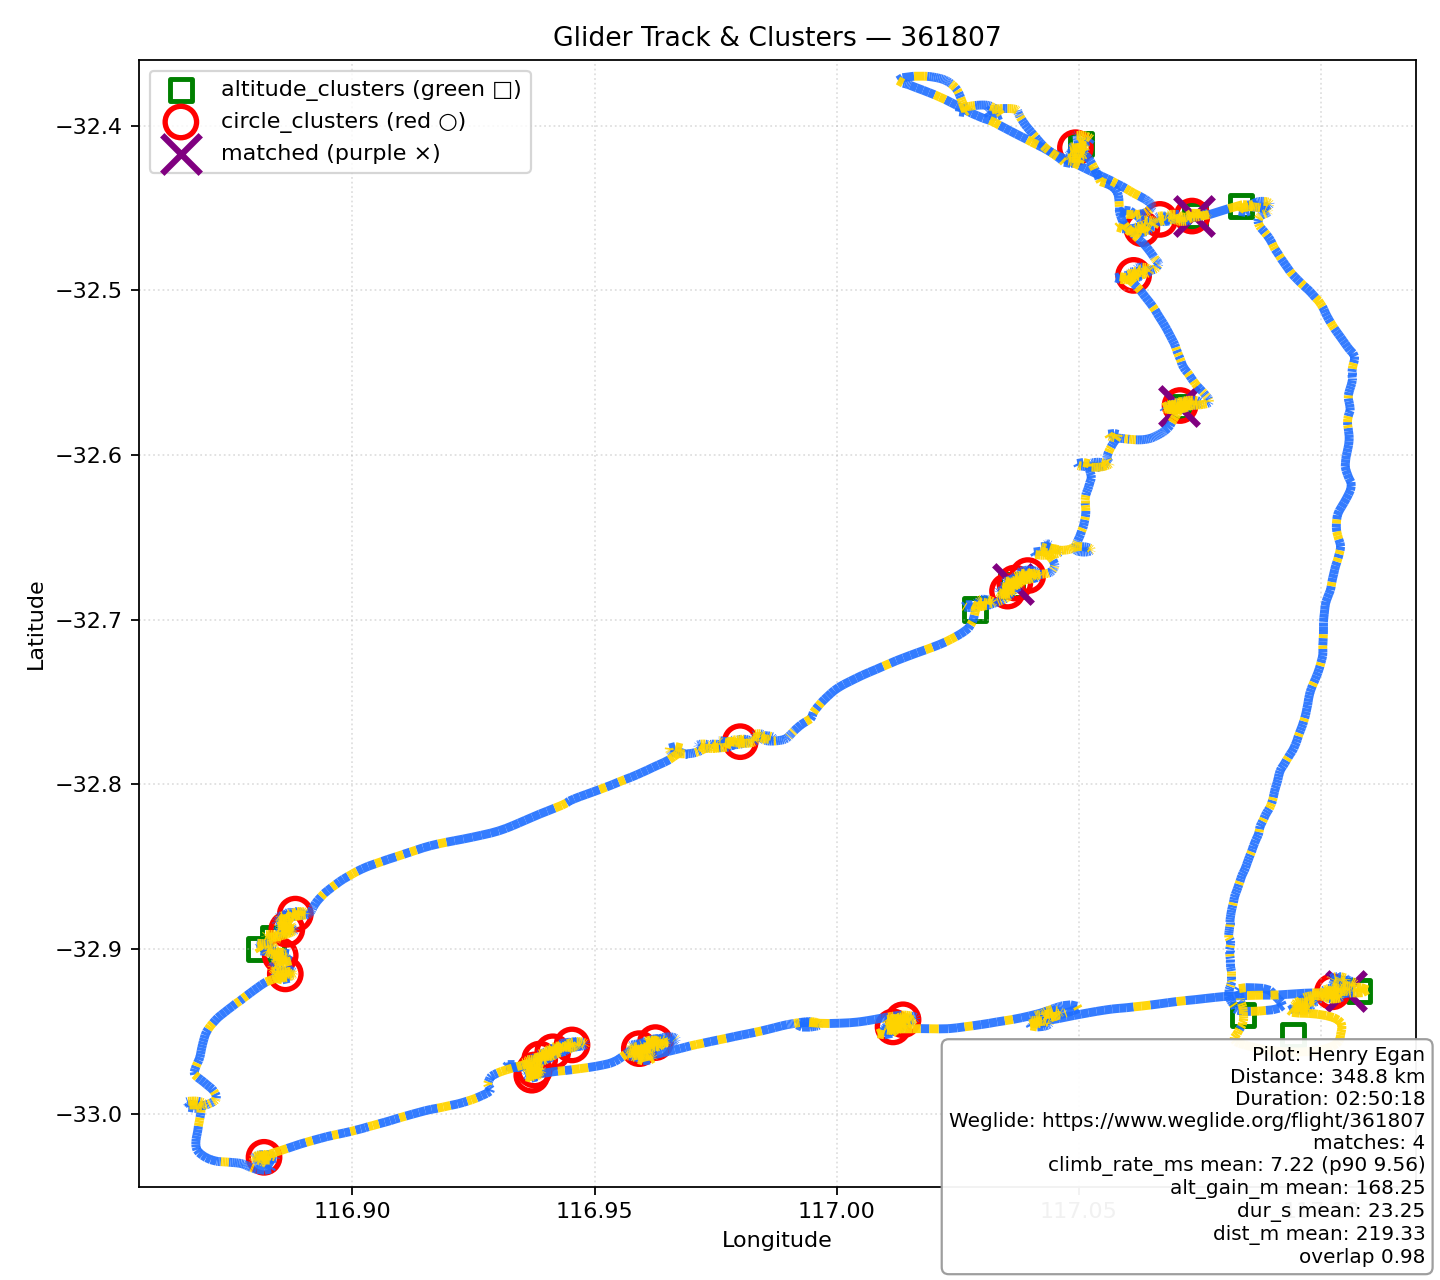 Glider Track & Clusters — 361807
altitude_clusters (green □)
circle_clusters (red ○)
matched (purple ×)
−32.4
−32.5
−32.6
−32.7
−32.8
−32.9
−33.0
Latitude
116.90
116.95
117.00
117.05
Longitude
Pilot: Henry Egan
Distance: 348.8 km
Duration: 02:50:18
Weglide: https://www.weglide.org/flight/361807
matches: 4
climb_rate_ms mean: 7.22 (p90 9.56)
alt_gain_m mean: 168.25
dur_s mean: 23.25
dist_m mean: 219.33
overlap 0.98